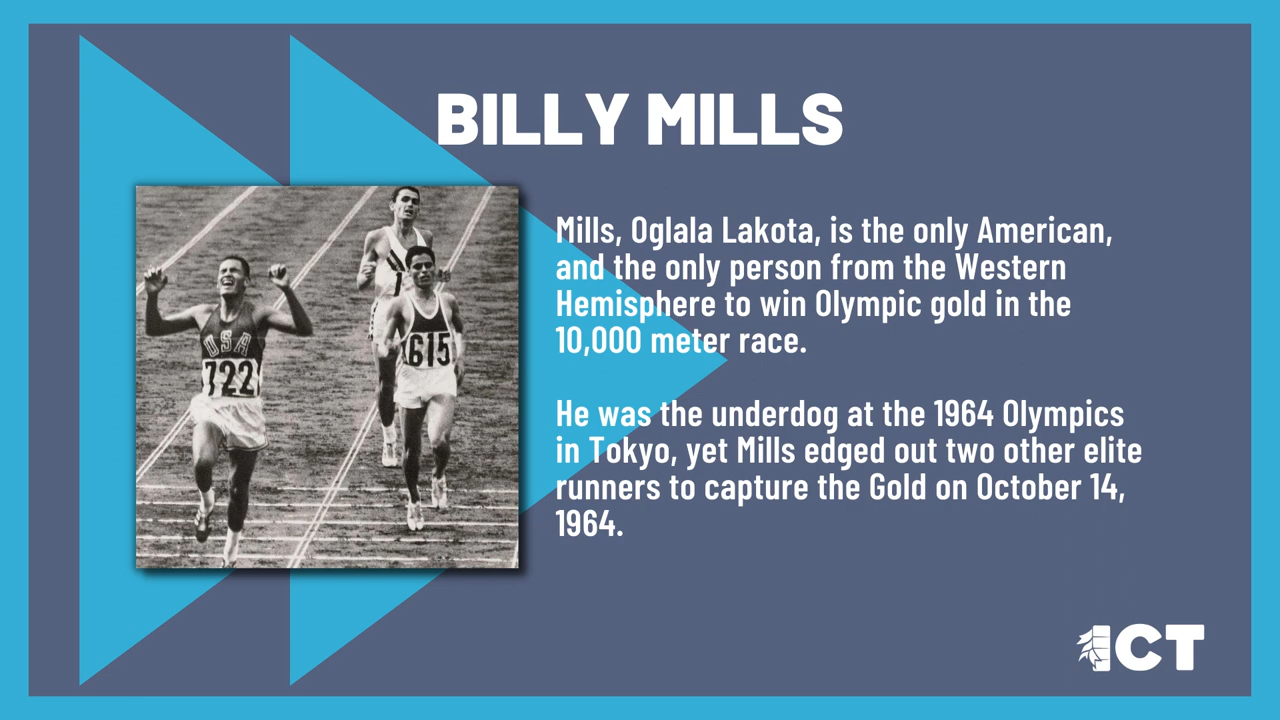 BILLY MILLS
USA
722
615
Mills, Oglala Lakota, is the only American,
and the only person from the Western
Hemisphere to win Olympic gold in the
10,000 meter race.
He was the underdog at the 1964 Olympics
in Tokyo, yet Mills edged out two other elite
runners to capture the Gold on October 14,
1964.
ICT